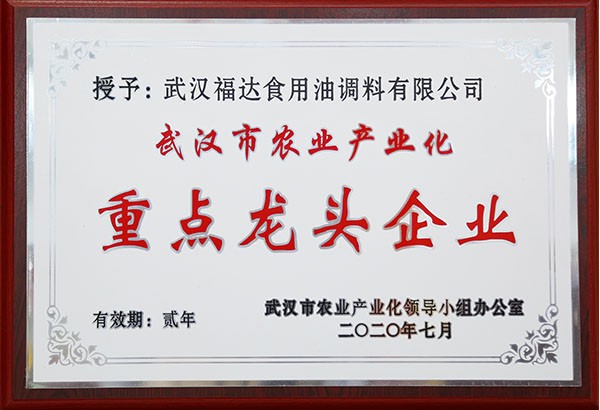 授予：武汉福达食用油调料有限公司
武汉市农业产业化
重点龙头企业
有效期：贰年
武汉市农业产业化领导小组办公室
二〇二〇年七月